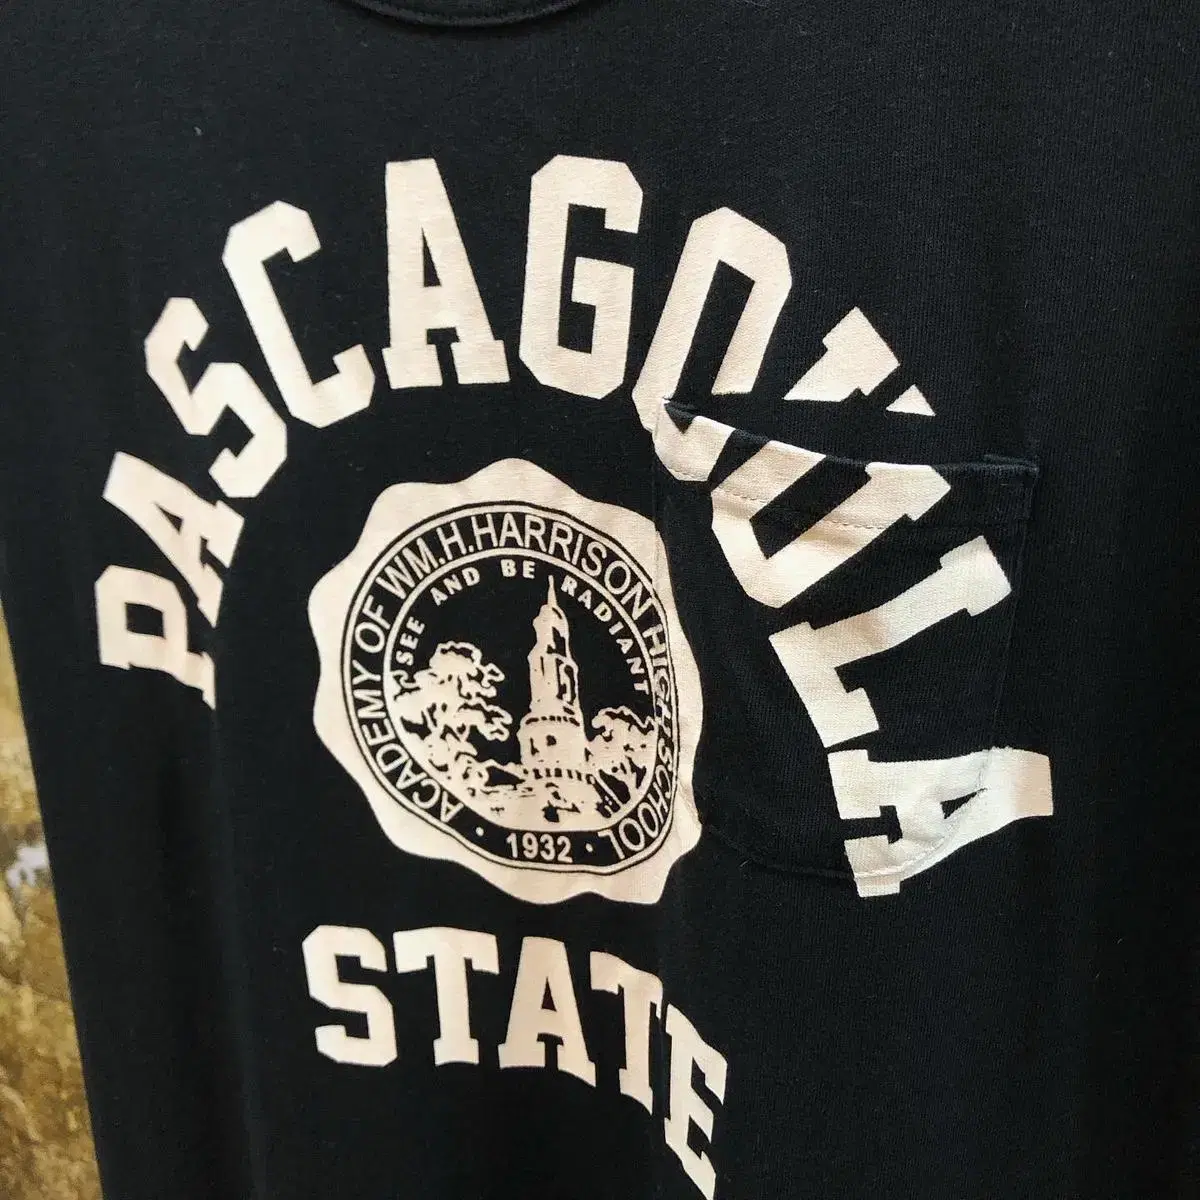 PASCAGOULA
ACADEMY OF WM.H.HARRISON HIGH SCHOOL
SEE AND BE RADIANT
· 1932 ·
STATE